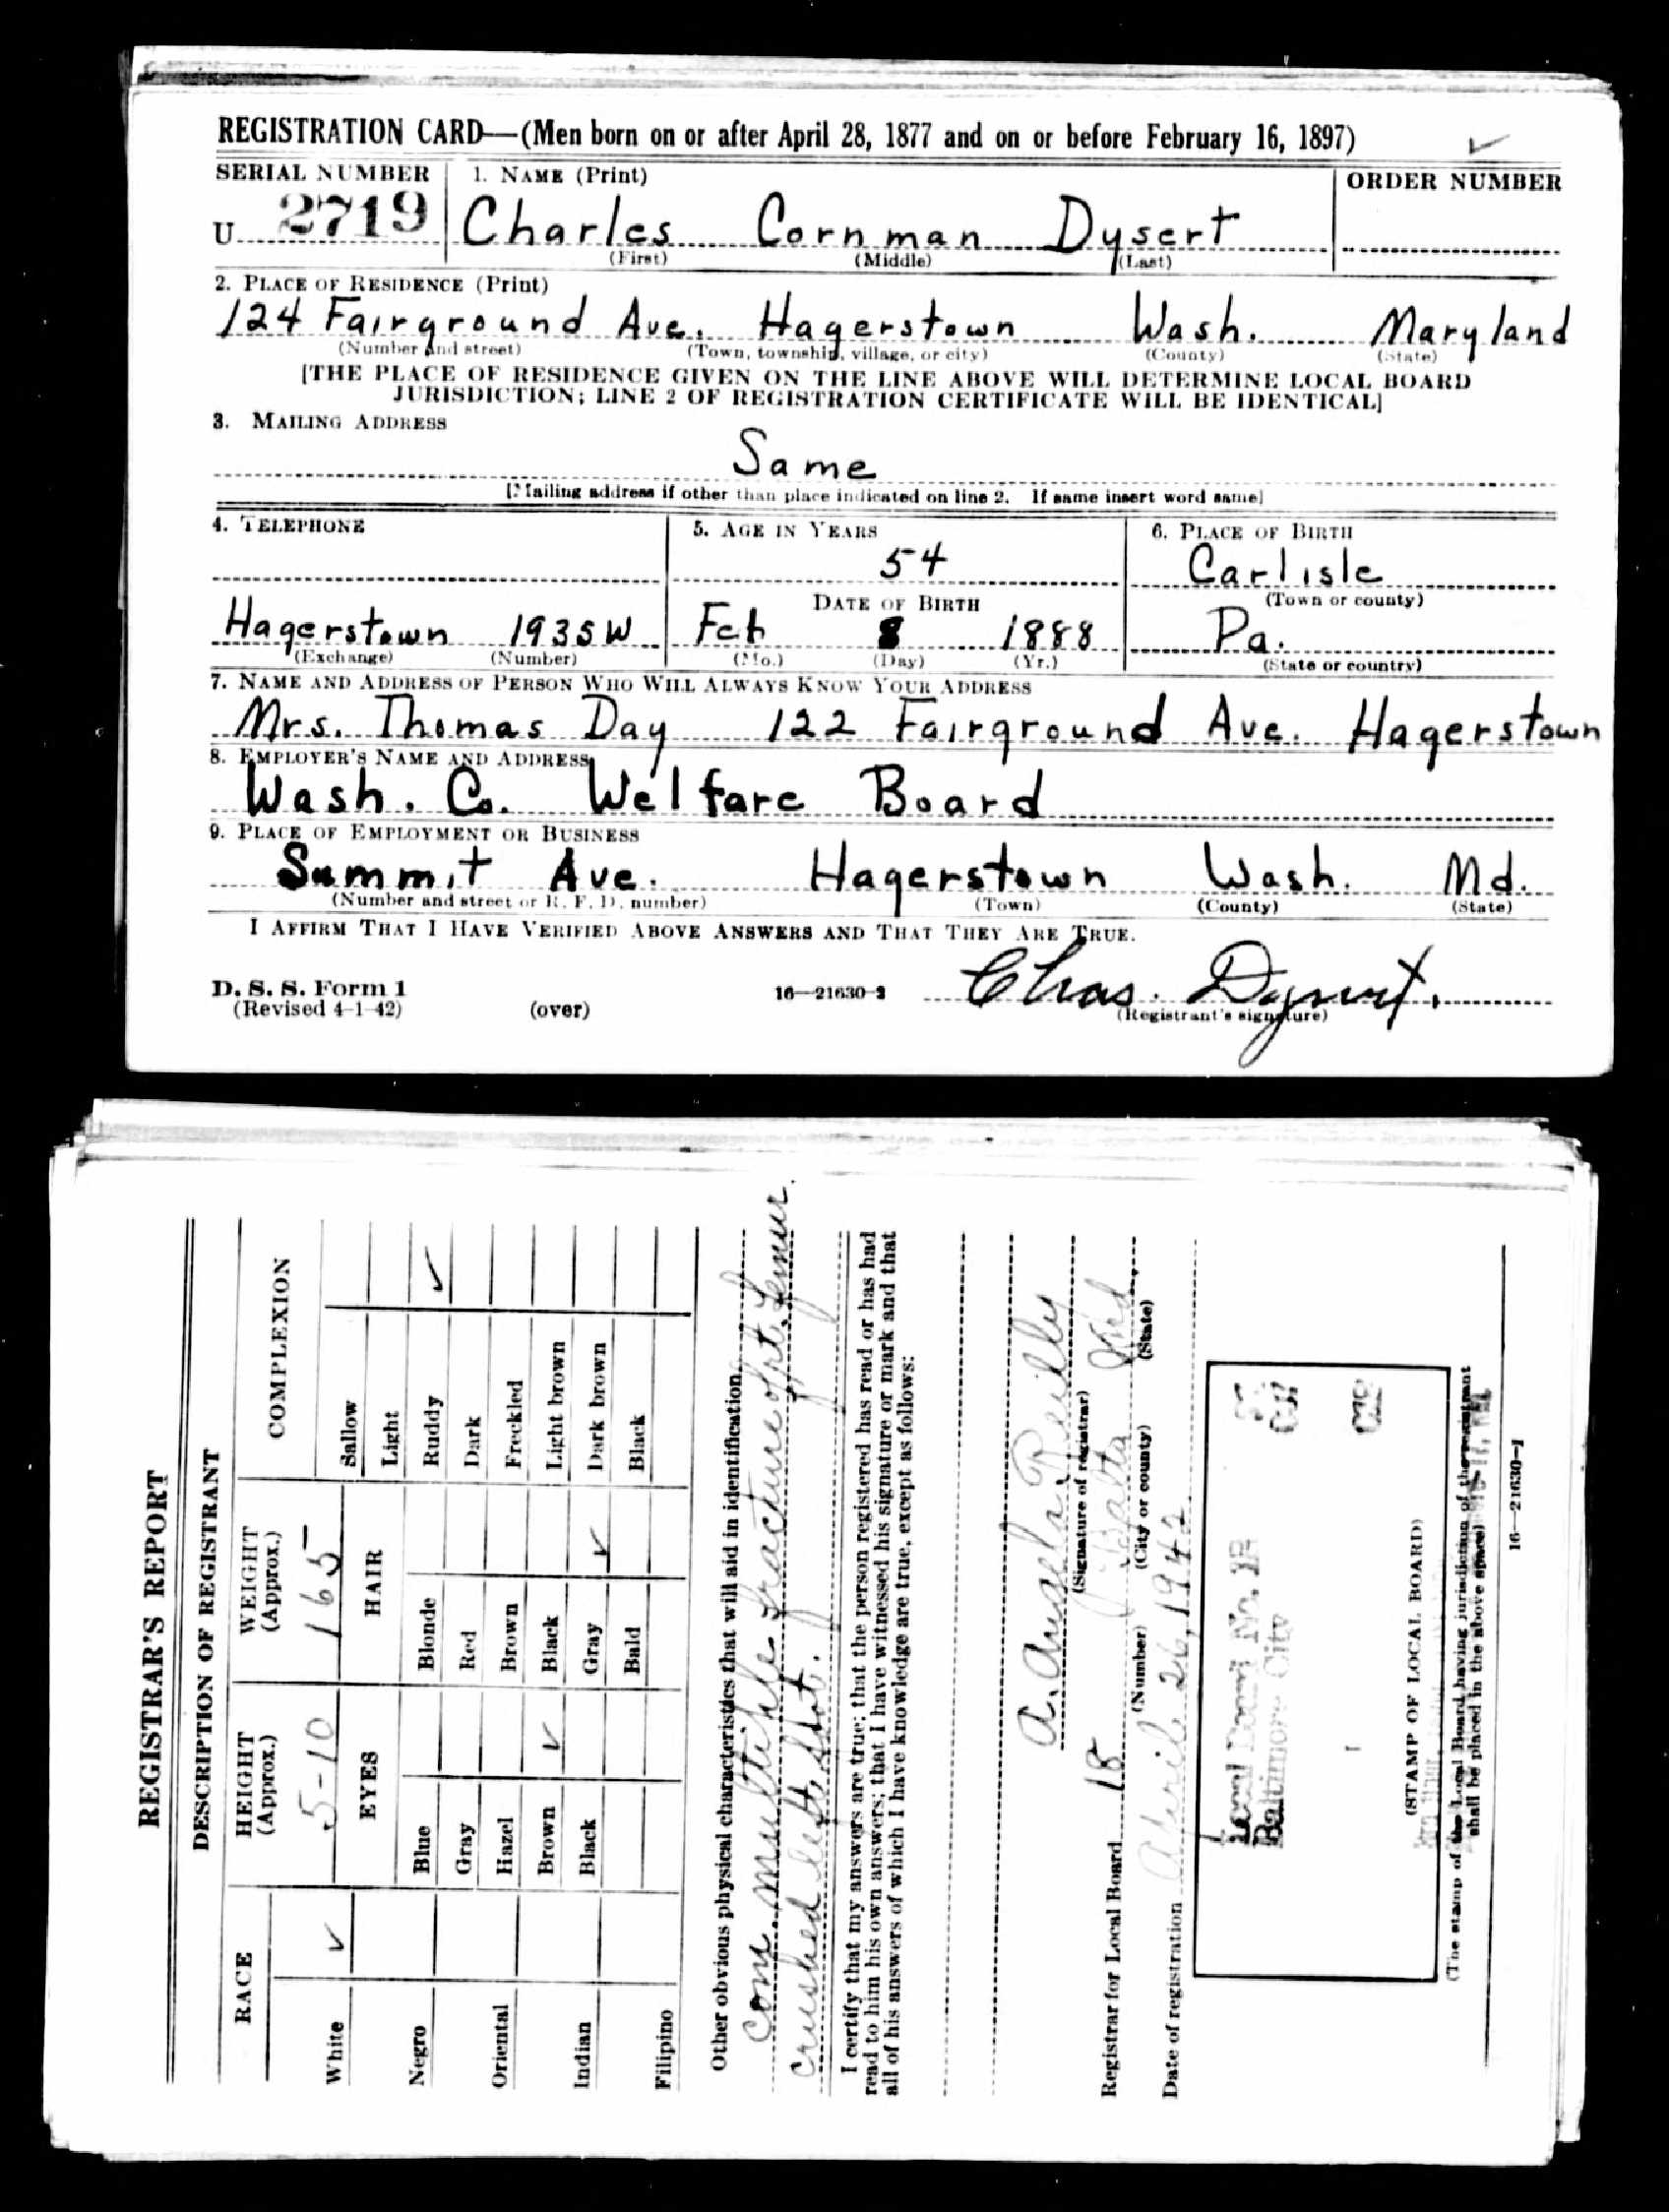 REGISTRATION CARD—(Men born on or after April 28, 1877 and on or before February 16, 1897)
SERIAL NUMBER 1. NAME (Print) ORDER NUMBER
U 2719 Charles Cornman Dysert
(First) (Middle) (Last)
2. PLACE OF RESIDENCE (Print)
124 Fairground Ave. Hagerstown Wash. Maryland
(Number and street) (Town, township, village, or city) (County) (State)
[THE PLACE OF RESIDENCE GIVEN ON THE LINE ABOVE WILL DETERMINE LOCAL BOARD
JURISDICTION; LINE 2 OF REGISTRATION CERTIFICATE WILL BE IDENTICAL]
3. MAILING ADDRESS
Same
[Mailing address if other than place indicated on line 2. If same insert word same]
4. TELEPHONE 5. AGE IN YEARS 6. PLACE OF BIRTH
54 Carlisle
DATE OF BIRTH (Town or county)
Hagerstown 1935W Feb 8 1888 Pa.
(Exchange) (Number) (Mo.) (Day) (Yr.) (State or country)
7. NAME AND ADDRESS OF PERSON WHO WILL ALWAYS KNOW YOUR ADDRESS
Mrs. Thomas Day 122 Fairground Ave. Hagerstown
8. EMPLOYER'S NAME AND ADDRESS
Wash. Co. Welfare Board
9. PLACE OF EMPLOYMENT OR BUSINESS
Summit Ave. Hagerstown Wash. Md.
(Number and street or R. F. D. number) (Town) (County) (State)
I AFFIRM THAT I HAVE VERIFIED ABOVE ANSWERS AND THAT THEY ARE TRUE.
D. S. S. Form 1
(Revised 4-1-42) (over) 16—21630-2 Chas. Dysert.
(Registrant's signature)
REGISTRAR'S REPORT
DESCRIPTION OF REGISTRANT
RACE HEIGHT (Approx.) WEIGHT (Approx.) COMPLEXION
White ✓ 5-10 165 Sallow
EYES HAIR Light
Negro Blue Blonde Ruddy ✓
Gray Red Dark
Oriental Hazel Brown Freckled
Brown ✓ Black Light brown
Indian Black Gray ✓ Dark brown
Bald Black
Filipino
Other obvious physical characteristics that will aid in identification
com. multiple fracture of rt. femur.
crushed left foot.
I certify that my answers are true; that the person registered has read or has had
read to him his own answers; that I have witnessed his signature or mark and that
all of his answers of which I have knowledge are true, except as follows:
A. Angela Reilly
(Signature of registrar)
Registrar for Local Board 18 Balto Md
(Number) (City or county) (State)
Date of registration April 26, 1942
Local Board No. 18
Baltimore City
(STAMP OF LOCAL BOARD)
(The stamp of the Local Board having jurisdiction of the registrant
shall be placed in the above space)
16—21630-1